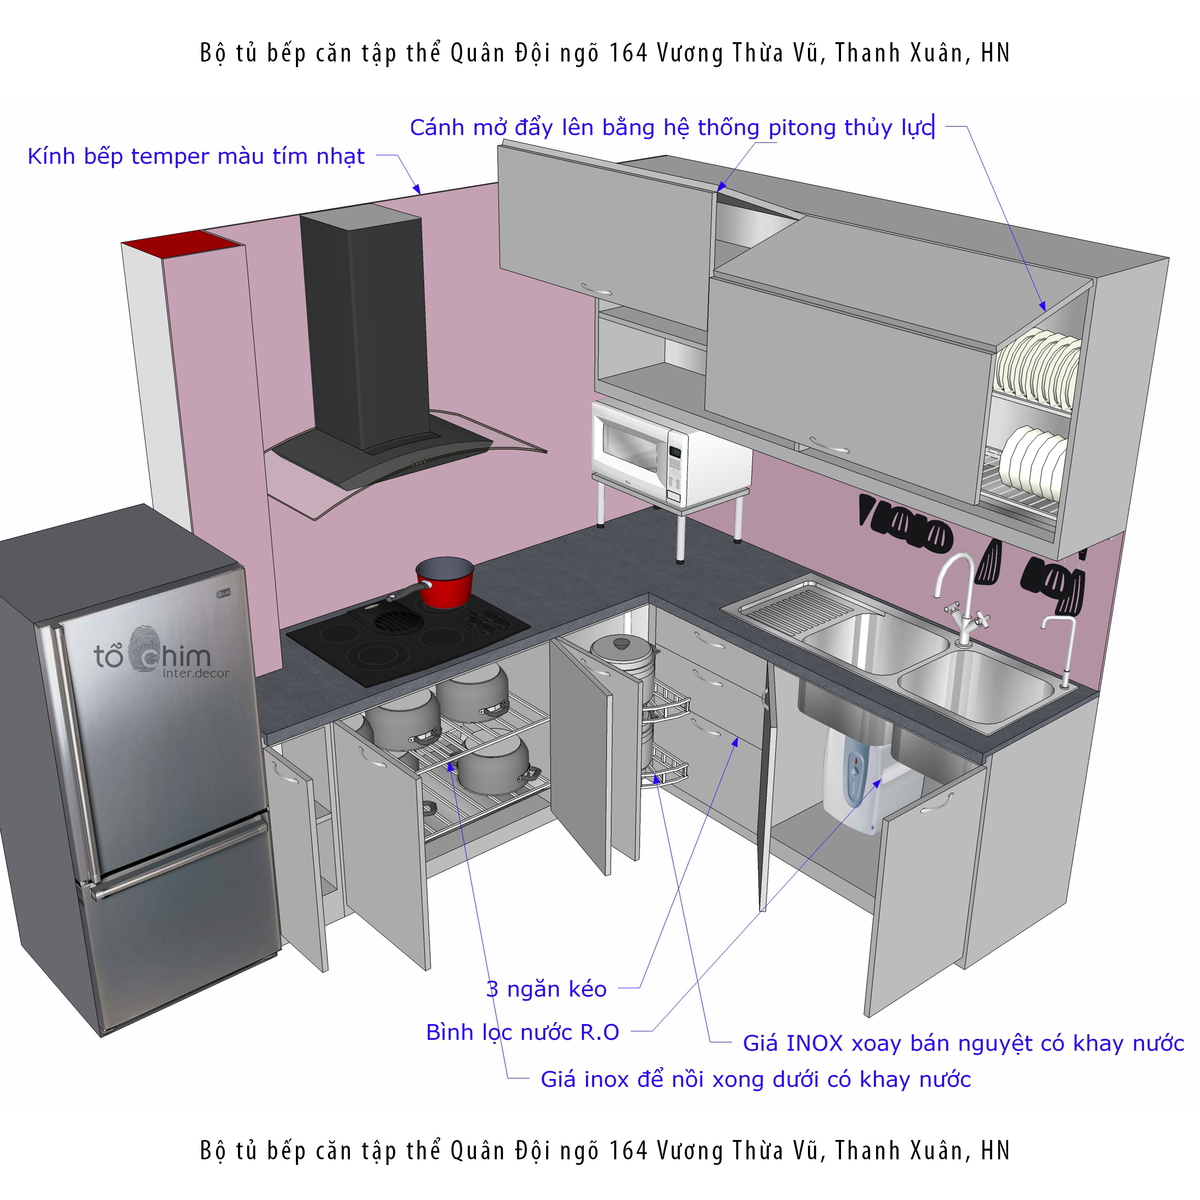 Bộ tủ bếp căn tập thể Quân Đội ngõ 164 Vương Thừa Vũ, Thanh Xuân, HN
Cánh mở đẩy lên bằng hệ thống pitong thủy lực
Kính bếp temper màu tím nhạt
tổ chim
inter.decor
3 ngăn kéo
Bình lọc nước R.O
Giá INOX xoay bán nguyệt có khay nước
Giá inox để nồi xong dưới có khay nước
Bộ tủ bếp căn tập thể Quân Đội ngõ 164 Vương Thừa Vũ, Thanh Xuân, HN